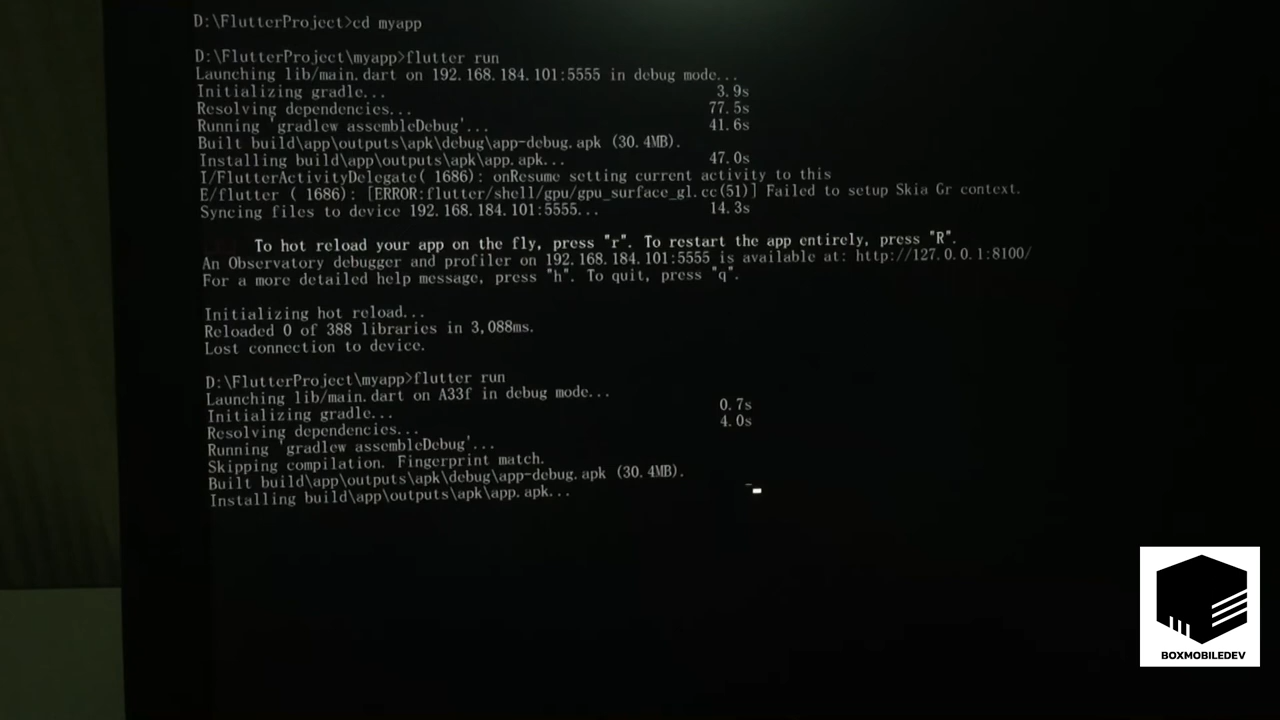 D:\FlutterProject>cd myapp
D:\FlutterProject\myapp>flutter run
Launching lib/main.dart on 192.168.184.101:5555 in debug mode...
Initializing gradle... 3.9s
Resolving dependencies... 77.5s
Running 'gradlew assembleDebug'... 41.6s
Built build\app\outputs\apk\debug\app-debug.apk (30.4MB).
Installing build\app\outputs\apk\app.apk... 47.0s
I/FlutterActivityDelegate( 1686): onResume setting current activity to this
E/flutter ( 1686): [ERROR:flutter/shell/gpu/gpu_surface_gl.cc(51)] Failed to setup Skia Gr context.
Syncing files to device 192.168.184.101:5555... 14.3s
To hot reload your app on the fly, press "r". To restart the app entirely, press "R".
An Observatory debugger and profiler on 192.168.184.101:5555 is available at: http://127.0.0.1:8100/
For a more detailed help message, press "h". To quit, press "q".
Initializing hot reload...
Reloaded 0 of 388 libraries in 3,088ms.
Lost connection to device.
D:\FlutterProject\myapp>flutter run
Launching lib/main.dart on A33f in debug mode...
Initializing gradle... 0.7s
Resolving dependencies... 4.0s
Running 'gradlew assembleDebug'...
Skipping compilation. Fingerprint match.
Built build\app\outputs\apk\debug\app-debug.apk (30.4MB).
Installing build\app\outputs\apk\app.apk...
BOXMOBILEDEV